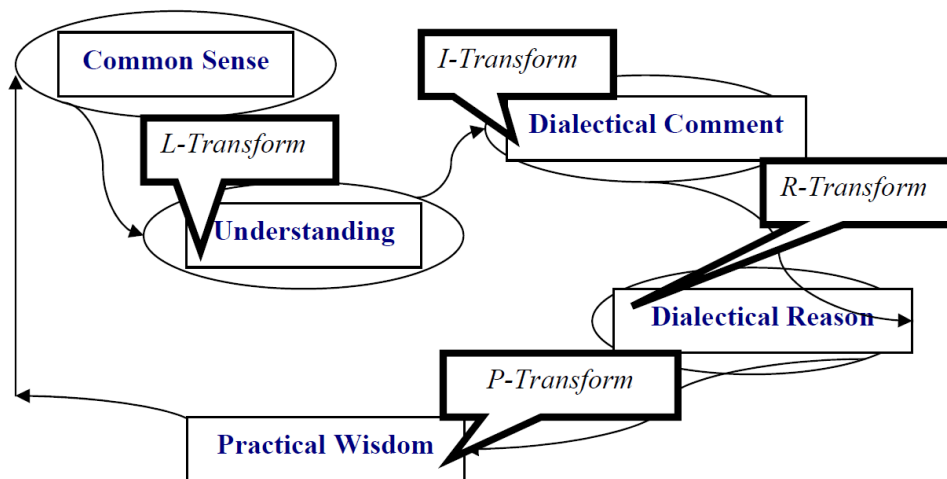 Common Sense
I-Transform
Dialectical Comment
L-Transform
R-Transform
Understanding
Dialectical Reason
P-Transform
Practical Wisdom